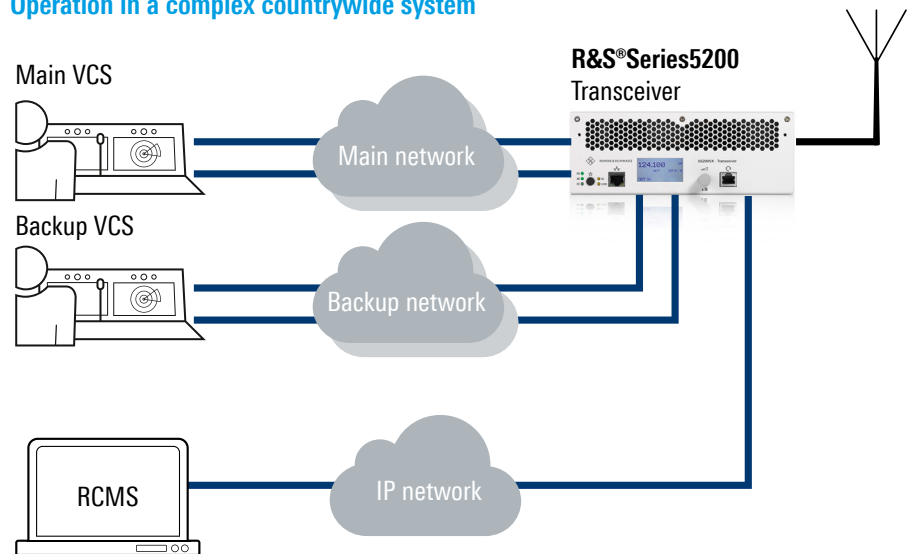 Operation in a complex countrywide system
R&S®Series5200
Transceiver
Main VCS
Main network
124.100
Backup VCS
Backup network
RCMS
IP network